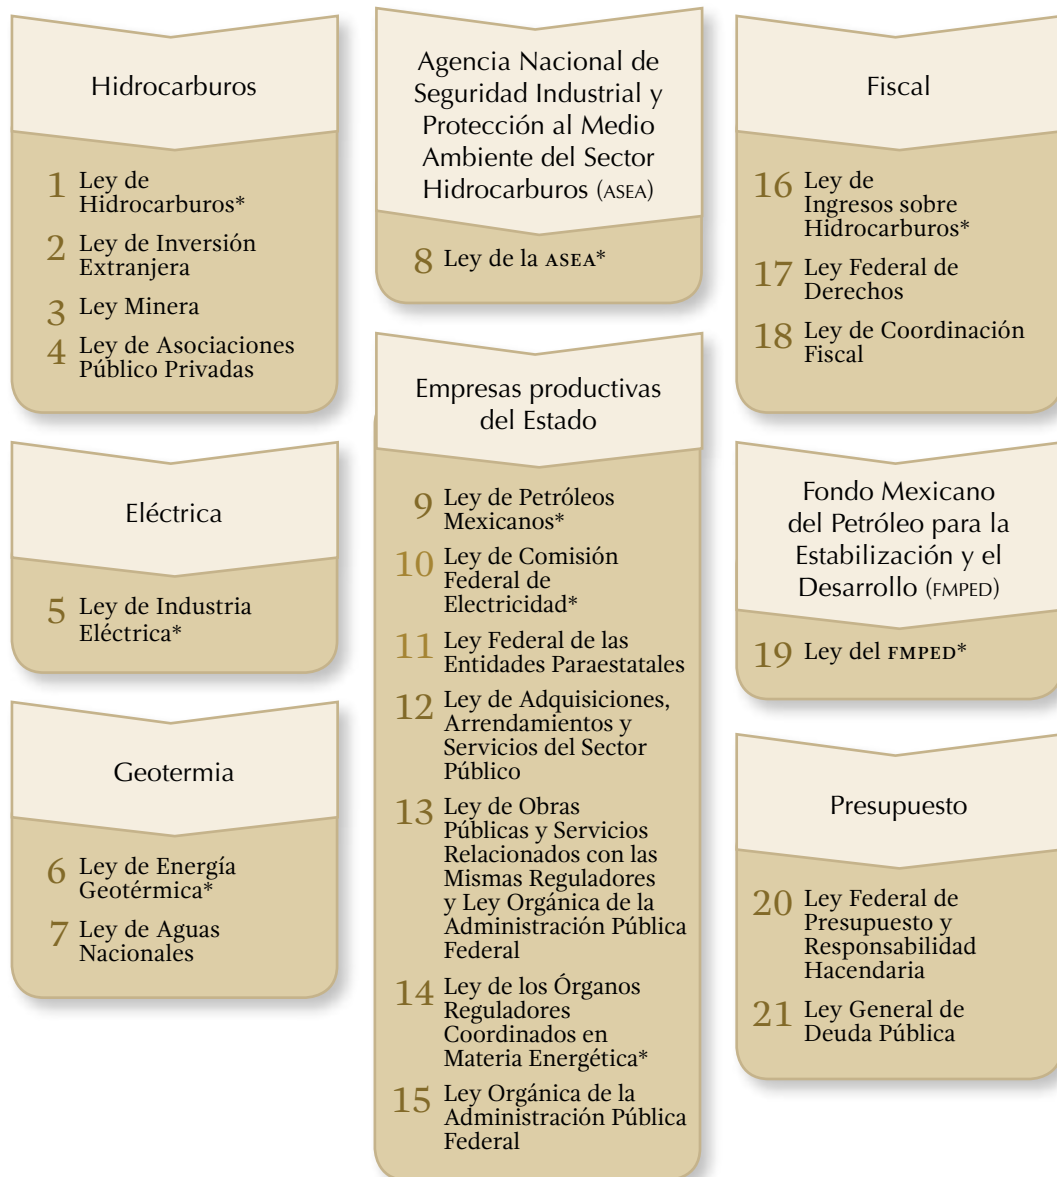 Hidrocarburos
1 Ley de
Hidrocarburos*
2 Ley de Inversión
Extranjera
3 Ley Minera
4 Ley de Asociaciones
Público Privadas
Eléctrica
5 Ley de Industria
Eléctrica*
Geotermia
6 Ley de Energía
Geotérmica*
7 Ley de Aguas
Nacionales
Agencia Nacional de
Seguridad Industrial y
Protección al Medio
Ambiente del Sector
Hidrocarburos (ASEA)
8 Ley de la ASEA*
Empresas productivas
del Estado
9 Ley de Petróleos
Mexicanos*
10 Ley de Comisión
Federal de
Electricidad*
11 Ley Federal de las
Entidades Paraestatales
12 Ley de Adquisiciones,
Arrendamientos y
Servicios del Sector
Público
13 Ley de Obras
Públicas y Servicios
Relacionados con las
Mismas Reguladores
y Ley Orgánica de la
Administración Pública
Federal
14 Ley de los Órganos
Reguladores
Coordinados en
Materia Energética*
15 Ley Orgánica de la
Administración Pública
Federal
Fiscal
16 Ley de
Ingresos sobre
Hidrocarburos*
17 Ley Federal de
Derechos
18 Ley de Coordinación
Fiscal
Fondo Mexicano
del Petróleo para la
Estabilización y el
Desarrollo (FMPED)
19 Ley del FMPED*
Presupuesto
20 Ley Federal de
Presupuesto y
Responsabilidad
Hacendaria
21 Ley General de
Deuda Pública